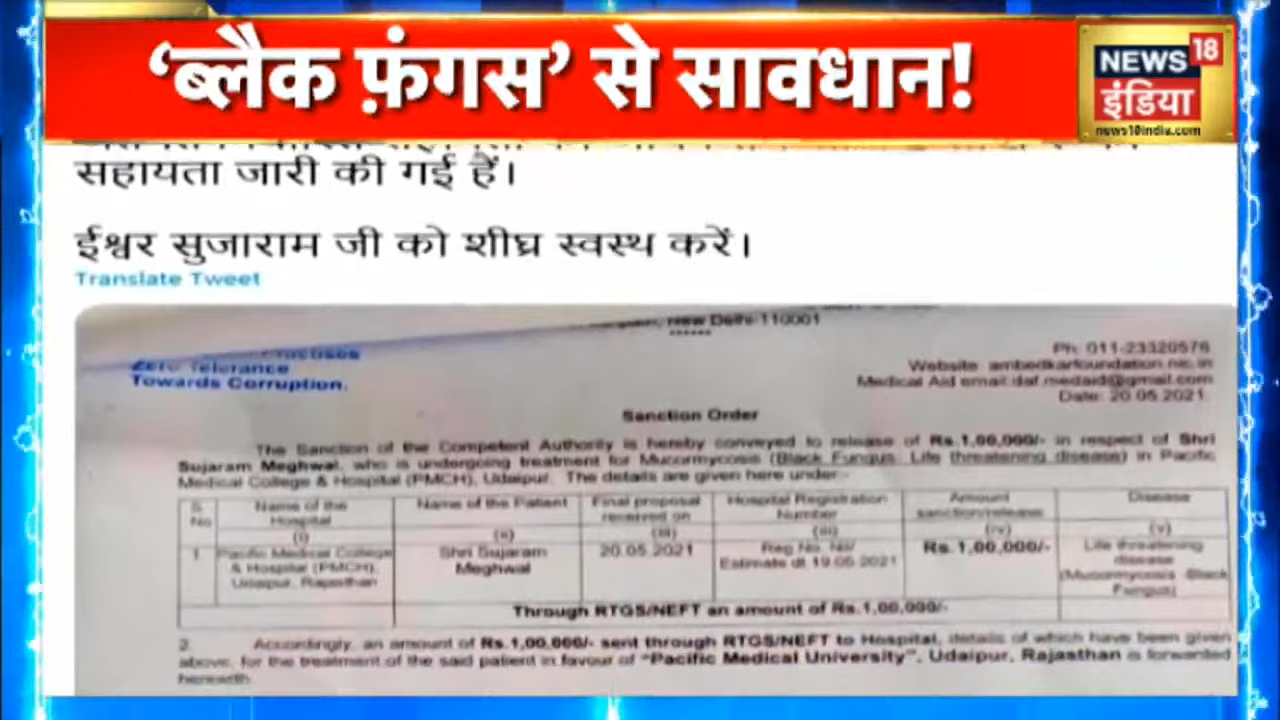 ‘ब्लैक फ़ंगस’ से सावधान!
NEWS 18
इंडिया
news18india.com
सहायता जारी की गई हैं।
ईश्वर सुजाराम जी को शीघ्र स्वस्थ करें।
Translate Tweet
New Delhi-110001
Ph: 011-23320576
Zero Tolerance
Website: ambedkarfoundation.nic.in
Towards Corruption.
Medical Aid email:daf.medaid@gmail.com
Date: 20.05.2021
Sanction Order
The Sanction of the Competent Authority is hereby conveyed to release of Rs.1,00,000/- in respect of Shri
Sujaram Meghwal, who is undergoing treatment for Mucormycosis (Black Fungus, Life threatening disease) in Pacific
Medical College & Hospital (PMCH), Udaipur. The details are given here under:-
S. Name of the Name of the Patient Final proposal Hospital Registration Amount Disease
No Hospital received on Number sanction/release
(i) (ii) (iii) (iii) (iv) (v)
1. Pacific Medical College Shri Sujaram 20.05.2021 Reg.No. Nil/ Rs.1,00,000/- Life threatening
& Hospital (PMCH), Meghwal Estimate dt.19.05.2021 disease
Udaipur, Rajasthan (Mucormycosis -Black
Fungus)
Through RTGS/NEFT an amount of Rs.1,00,000/-
2. Accordingly, an amount of Rs.1,00,000/- sent through RTGS/NEFT to Hospital, details of which have been given
above, for the treatment of the said patient in favour of "Pacific Medical University", Udaipur, Rajasthan is forwarded
herewith.